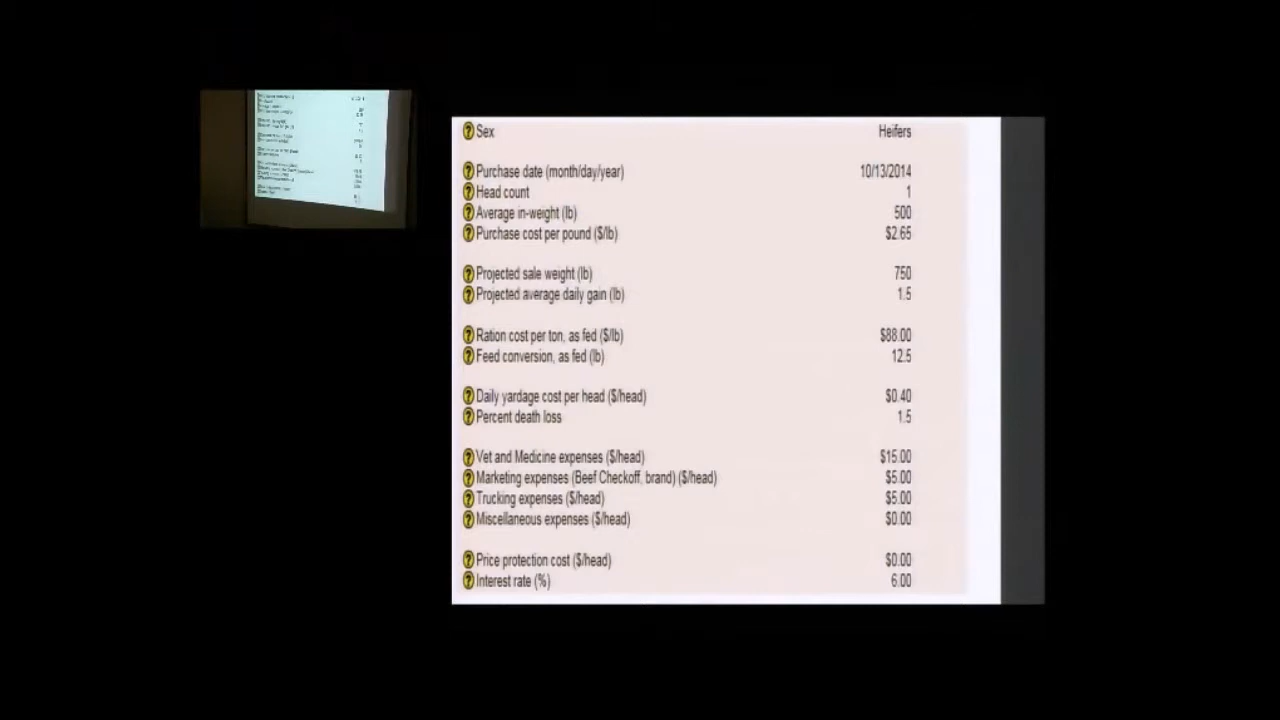 Sex Heifers
Purchase date (month/day/year) 10/13/2014
Head count 1
Average in-weight (lb) 500
Purchase cost per pound ($/lb) $2.65
Projected sale weight (lb) 750
Projected average daily gain (lb) 1.5
Ration cost per ton, as fed ($/lb) $88.00
Feed conversion, as fed (lb) 12.5
Daily yardage cost per head ($/head) $0.40
Percent death loss 1.5
Vet and Medicine expenses ($/head) $15.00
Marketing expenses (Beef Checkoff, brand) ($/head) $5.00
Trucking expenses ($/head) $5.00
Miscellaneous expenses ($/head) $0.00
Price protection cost ($/head) $0.00
Interest rate (%) 6.00